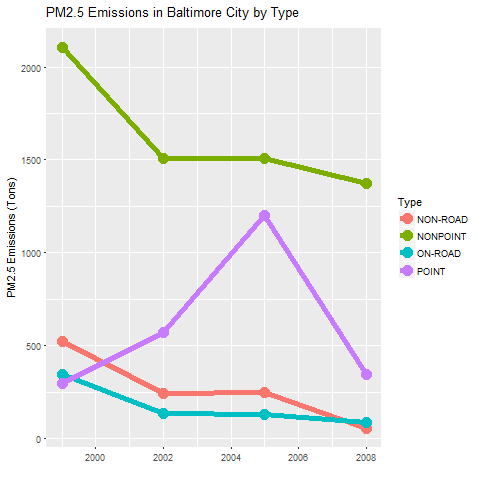 PM2.5 Emissions in Baltimore City by Type
PM2.5 Emissions (Tons)
2000
1500
1000
500
0
2000
2002
2004
2006
2008
Type
NON-ROAD
NONPOINT
ON-ROAD
POINT